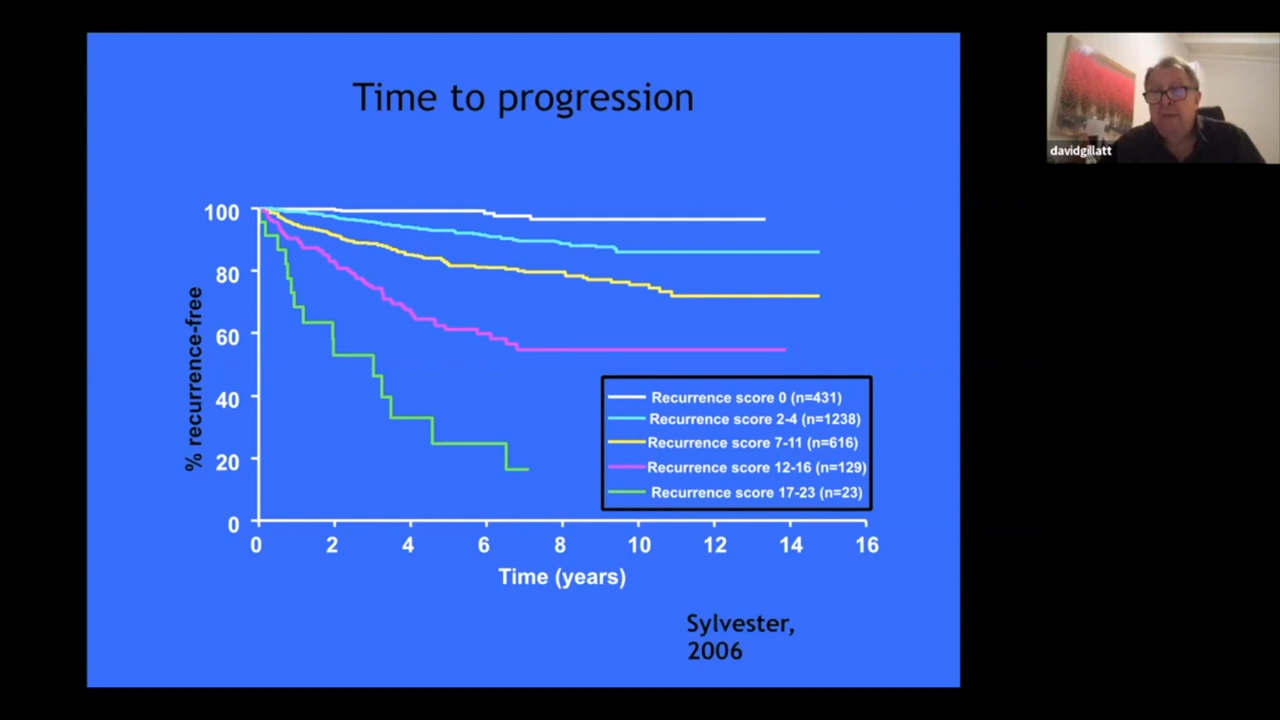 Time to progression
davidgillatt
100
80
60
40
20
0
% recurrence-free
Recurrence score 0 (n=431)
Recurrence score 2-4 (n=1238)
Recurrence score 7-11 (n=616)
Recurrence score 12-16 (n=129)
Recurrence score 17-23 (n=23)
0 2 4 6 8 10 12 14 16
Time (years)
Sylvester,
2006